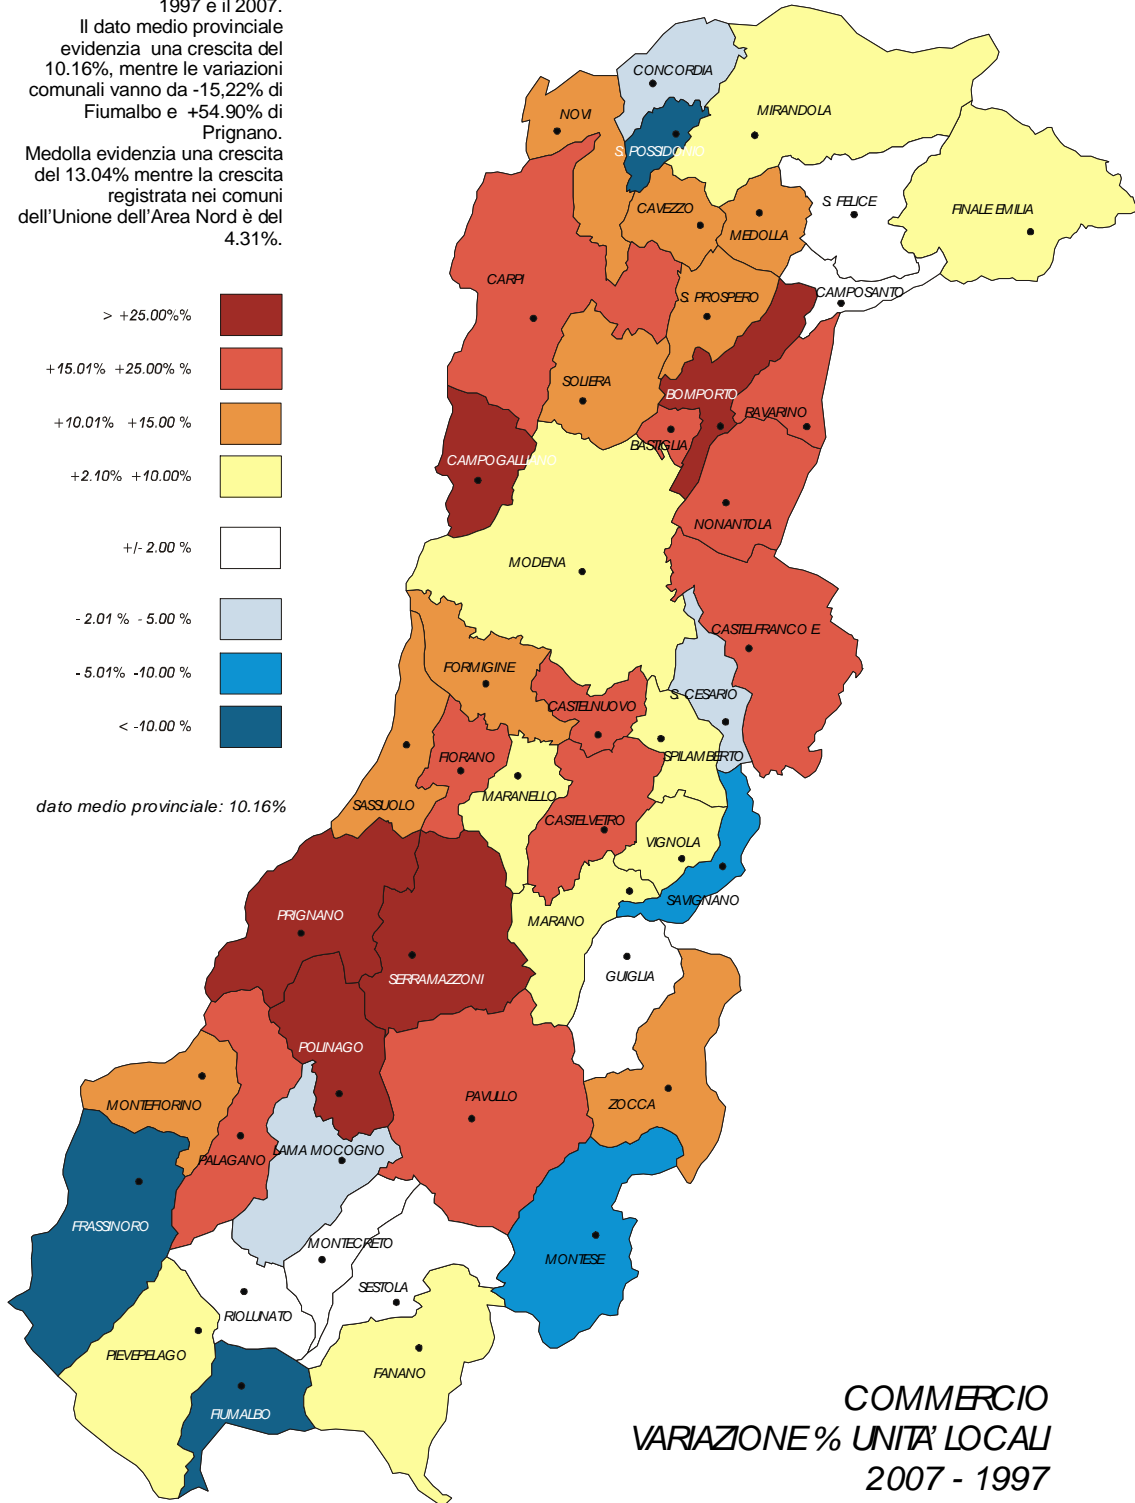 1997 e il 2007.
Il dato medio provinciale
evidenzia una crescita del
10.16%, mentre le variazioni
comunali vanno da -15,22% di
Fiumalbo e +54.90% di
Prignano.
Medolla evidenzia una crescita
del 13.04% mentre la crescita
registrata nei comuni
dell'Unione dell'Area Nord è del
4.31%.
> +25.00%%
+15.01% +25.00% %
+10.01% +15.00 %
+2.10% +10.00%
+/- 2.00 %
- 2.01 % - 5.00 %
- 5.01% -10.00 %
< -10.00 %
dato medio provinciale: 10.16%
CONCORDIA
NOVI
MIRANDOLA
S. POSSIDONIO
CAVEZZO
MEDOLLA
S. FELICE
FINALE EMILIA
CARPI
S. PROSPERO
CAMPOSANTO
SOLIERA
BOMPORTO
RAVARINO
BASTIGLIA
CAMPOGALLIANO
NONANTOLA
MODENA
CASTELFRANCO E.
FORMIGINE
S. CESARIO
CASTELNUOVO
FIORANO
SPILAMBERTO
MARANELLO
SASSUOLO
CASTELVETRO
VIGNOLA
SAVIGNANO
PRIGNANO
MARANO
SERRAMAZZONI
GUIGLIA
POLINAGO
PAVULLO
ZOCCA
MONTEFIORINO
LAMA MOCOGNO
PALAGANO
FRASSINORO
MONTECRETO
MONTESE
SESTOLA
RIOLUNATO
PIEVEPELAGO
FANANO
FIUMALBO
COMMERCIO
VARIAZIONE % UNITA' LOCALI
2007 - 1997